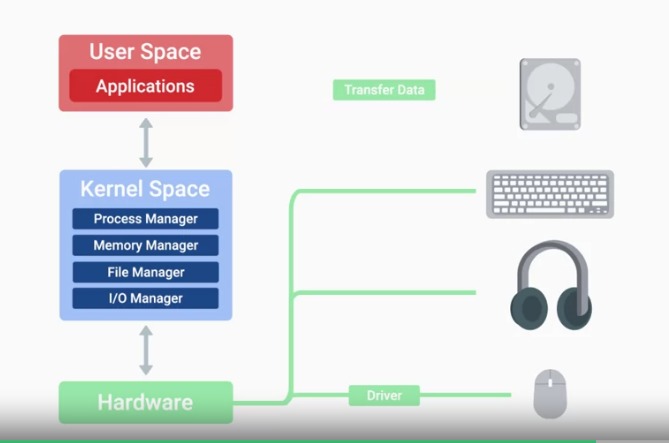 User Space
Applications
Transfer Data
Kernel Space
Process Manager
Memory Manager
File Manager
I/O Manager
Hardware
Driver